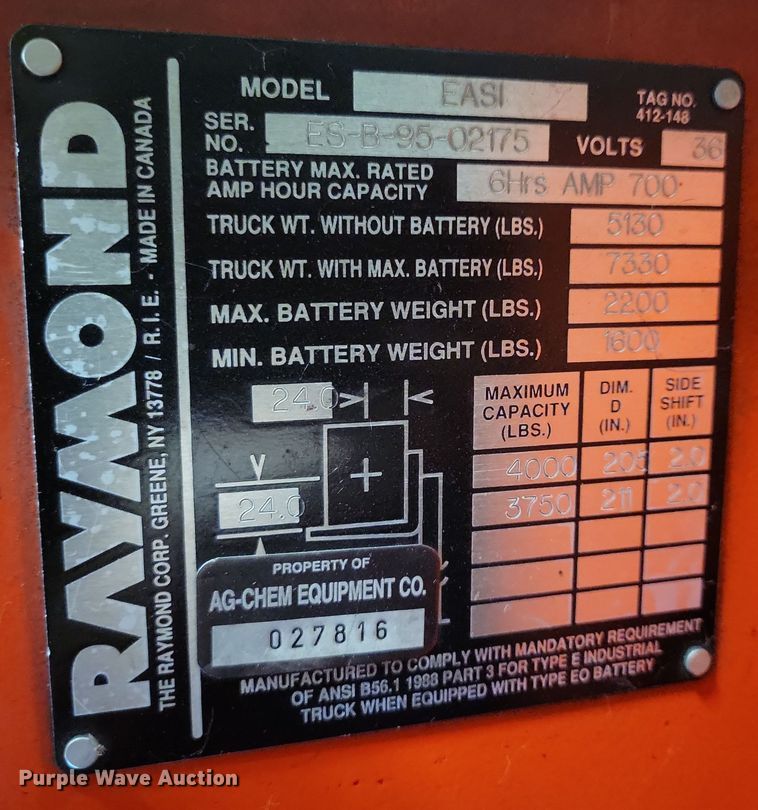 RAYMOND
THE RAYMOND CORP. GREENE, NY 13778 / R.I.E. - MADE IN CANADA
MODEL EASI
TAG NO.
412-148
SER.
NO. ES-B-95-02175 VOLTS 36
BATTERY MAX. RATED
AMP HOUR CAPACITY 6Hrs AMP 700
TRUCK WT. WITHOUT BATTERY (LBS.) 5130
TRUCK WT. WITH MAX. BATTERY (LBS.) 7330
MAX. BATTERY WEIGHT (LBS.) 2200
MIN. BATTERY WEIGHT (LBS.) 1600
24.0
24.0
MAXIMUM
CAPACITY
(LBS.)
DIM.
D
(IN.)
SIDE
SHIFT
(IN.)
4000 205 2.0
3750 211 2.0
PROPERTY OF
AG-CHEM EQUIPMENT CO.
027816
MANUFACTURED TO COMPLY WITH MANDATORY REQUIREMENT
OF ANSI B56.1 1988 PART 3 FOR TYPE E INDUSTRIAL
TRUCK WHEN EQUIPPED WITH TYPE EO BATTERY
Purple Wave Auction